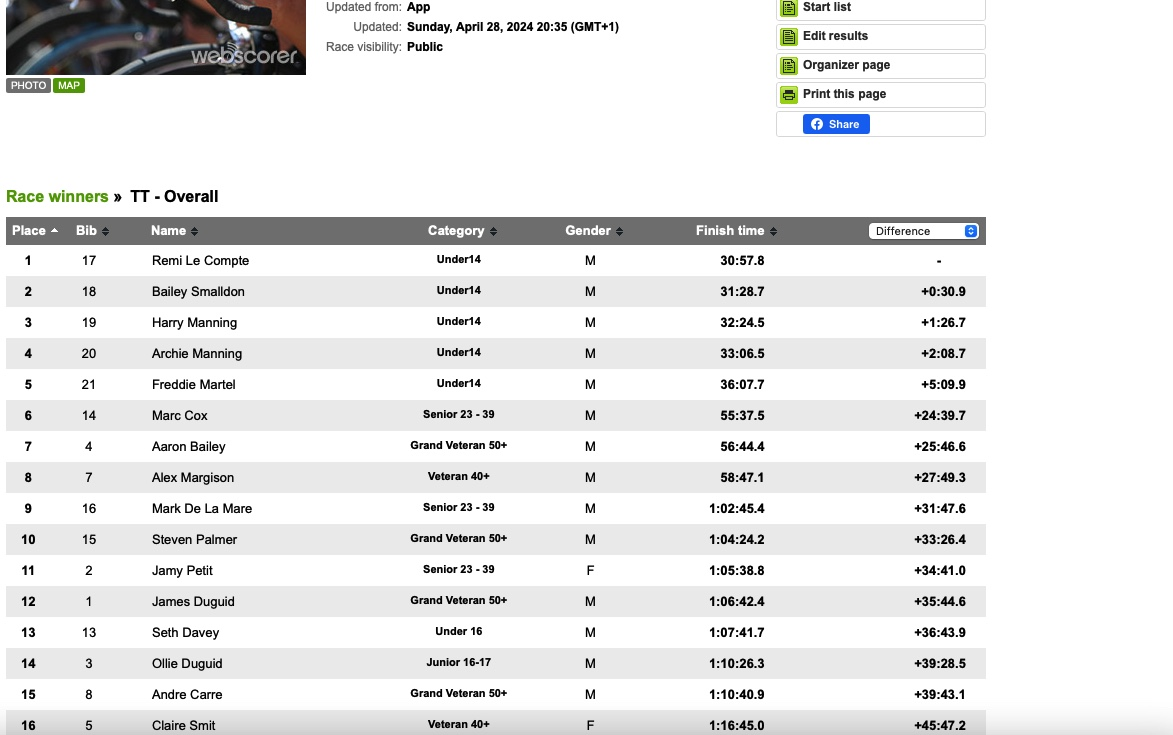 Updated from: App
Start list
Updated: Sunday, April 28, 2024 20:35 (GMT+1)
Edit results
Race visibility: Public
webscorer
Organizer page
PHOTO MAP
Print this page
Share
Race winners » TT - Overall
Place Bib Name Category Gender Finish time Difference
1 17 Remi Le Compte Under14 M 30:57.8 -
2 18 Bailey Smalldon Under14 M 31:28.7 +0:30.9
3 19 Harry Manning Under14 M 32:24.5 +1:26.7
4 20 Archie Manning Under14 M 33:06.5 +2:08.7
5 21 Freddie Martel Under14 M 36:07.7 +5:09.9
6 14 Marc Cox Senior 23 - 39 M 55:37.5 +24:39.7
7 4 Aaron Bailey Grand Veteran 50+ M 56:44.4 +25:46.6
8 7 Alex Margison Veteran 40+ M 58:47.1 +27:49.3
9 16 Mark De La Mare Senior 23 - 39 M 1:02:45.4 +31:47.6
10 15 Steven Palmer Grand Veteran 50+ M 1:04:24.2 +33:26.4
11 2 Jamy Petit Senior 23 - 39 F 1:05:38.8 +34:41.0
12 1 James Duguid Grand Veteran 50+ M 1:06:42.4 +35:44.6
13 13 Seth Davey Under 16 M 1:07:41.7 +36:43.9
14 3 Ollie Duguid Junior 16-17 M 1:10:26.3 +39:28.5
15 8 Andre Carre Grand Veteran 50+ M 1:10:40.9 +39:43.1
16 5 Claire Smit Veteran 40+ F 1:16:45.0 +45:47.2